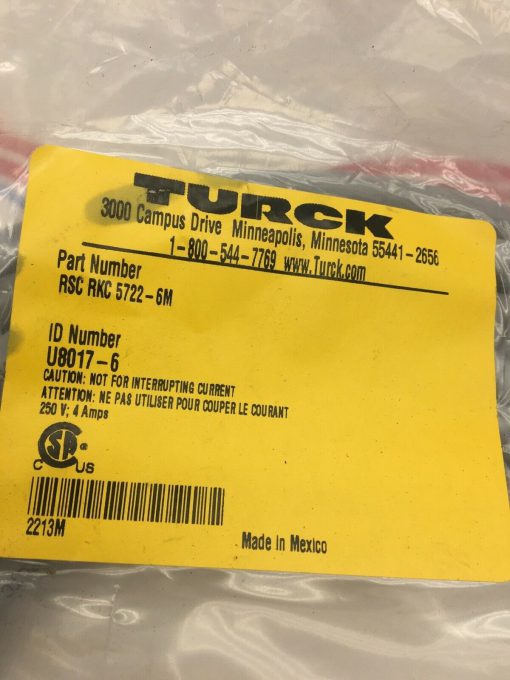 TURCK
3000 Campus Drive Minneapolis, Minnesota 55441-2656
1-800-544-7769 www.Turck.com
Part Number
RSC RKC 5722-6M
ID Number
U8017-6
CAUTION: NOT FOR INTERRUPTING CURRENT
ATTENTION: NE PAS UTILISER POUR COUPER LE COURANT
250 V; 4 Amps
SA ®
C US
2213M
Made in Mexico